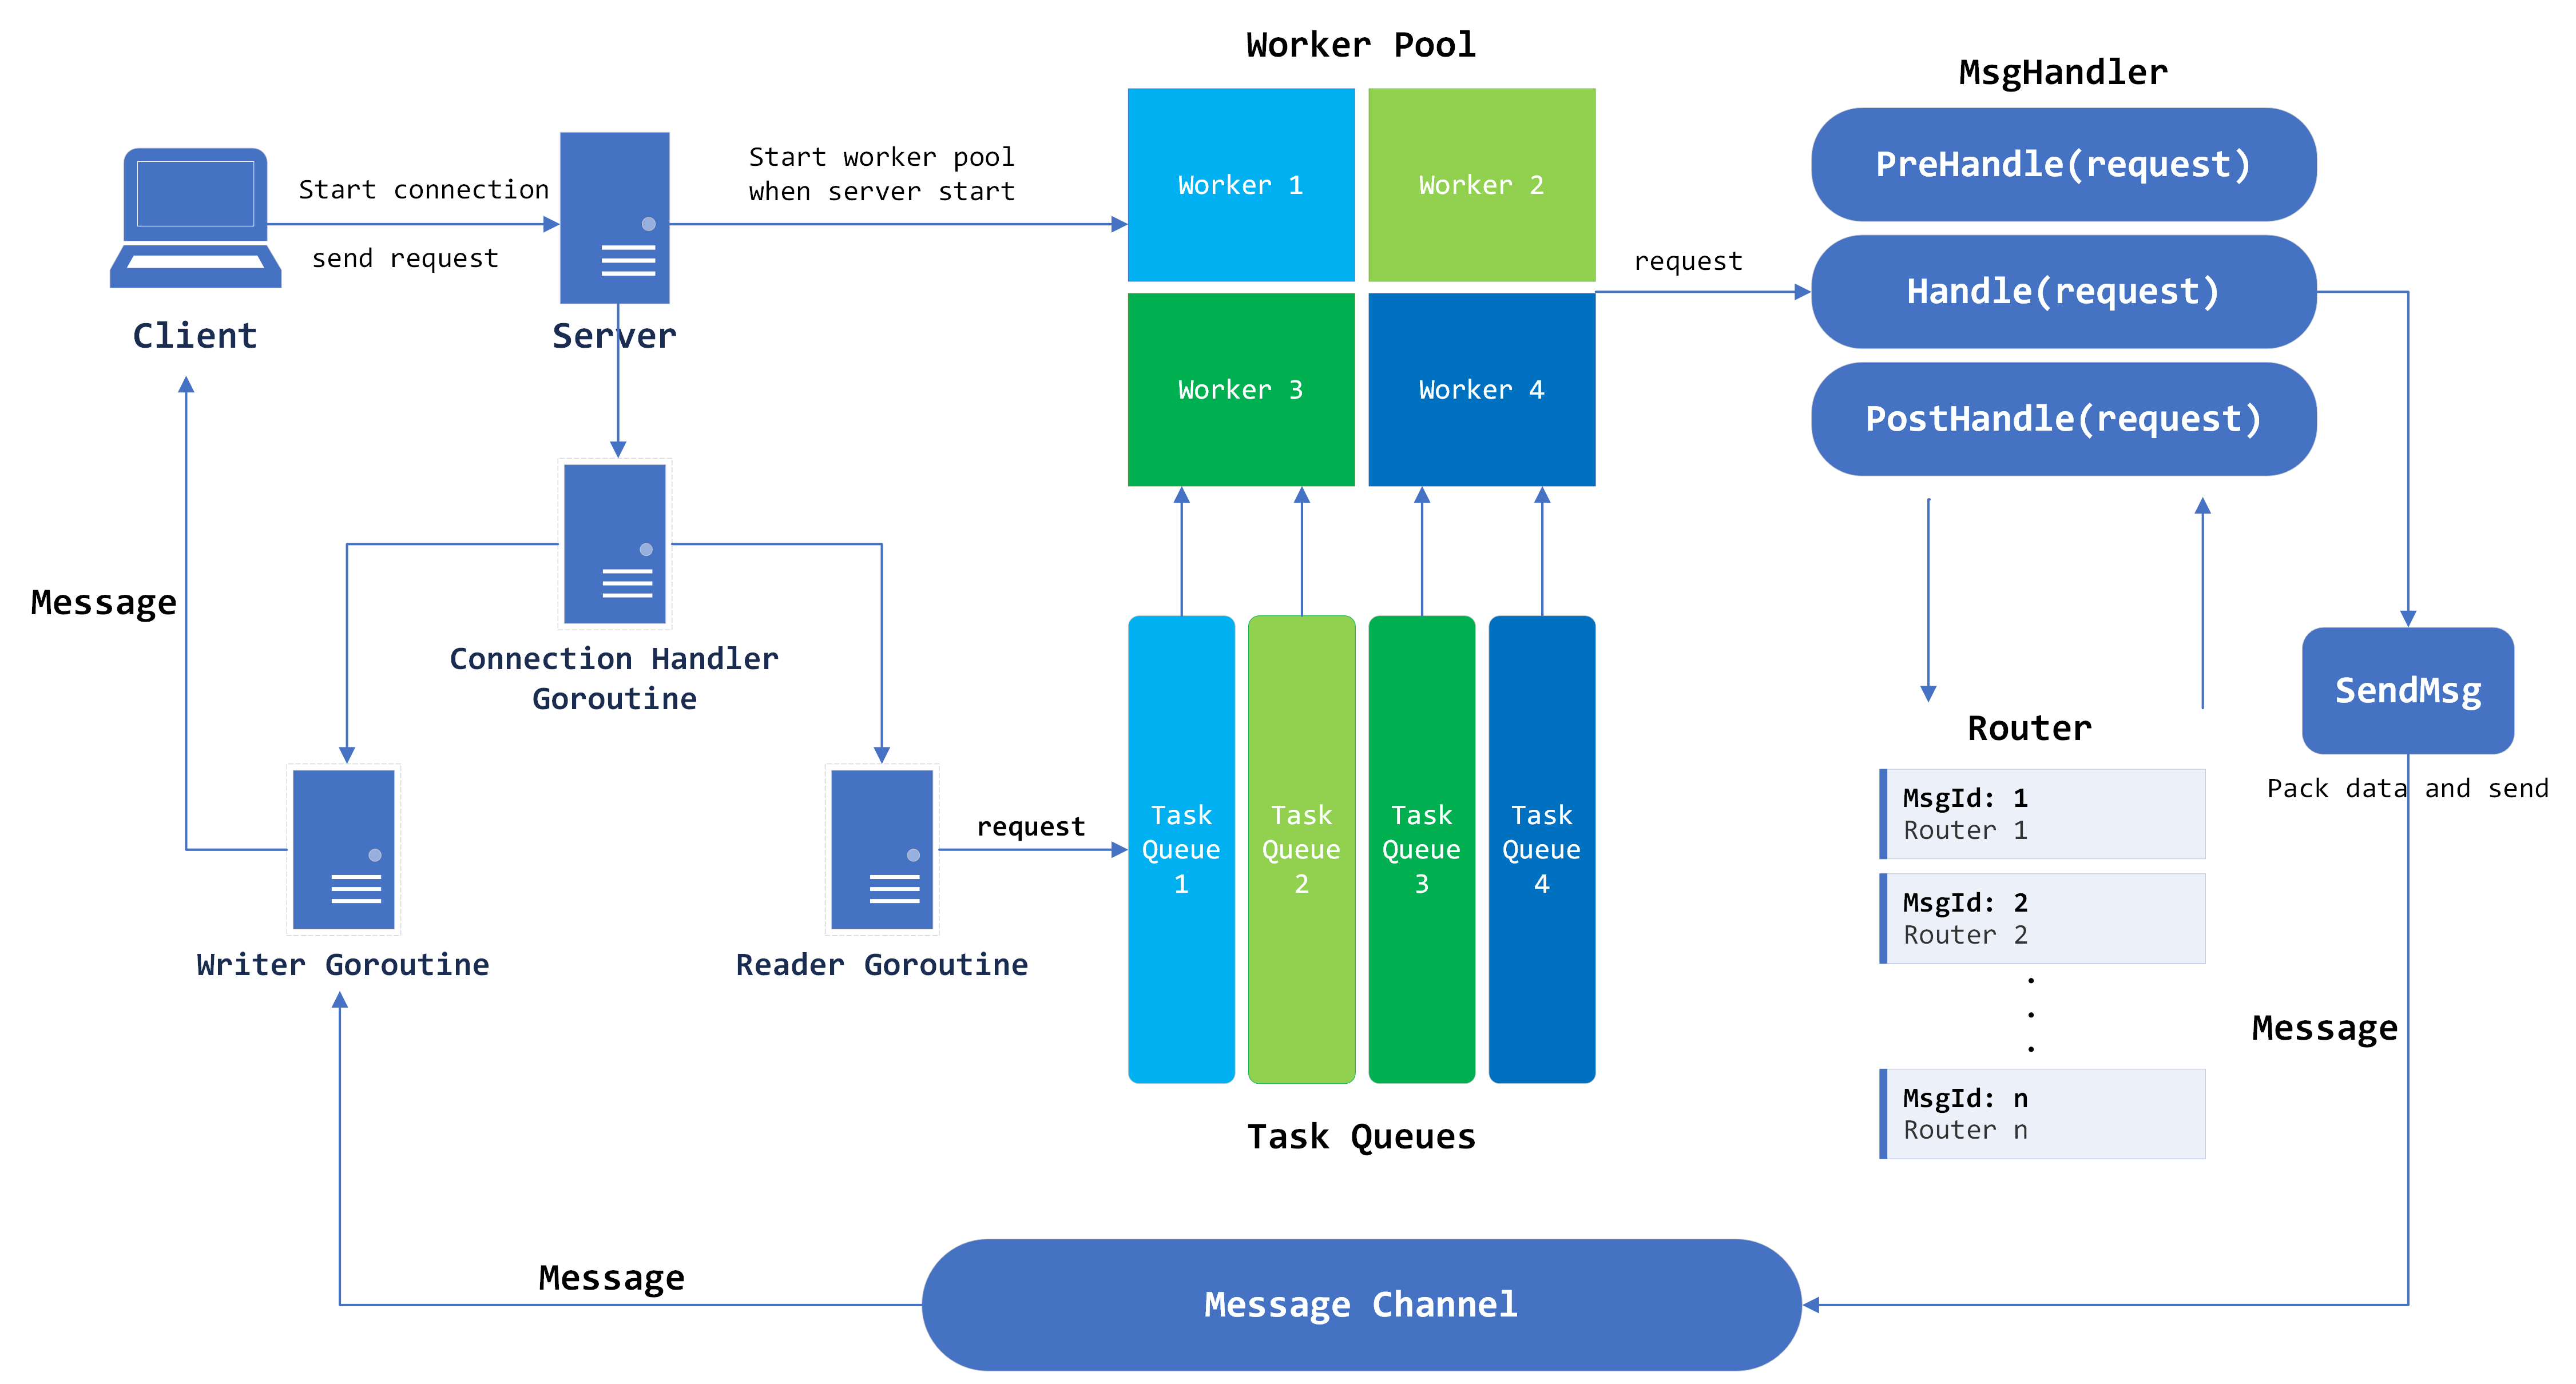 Worker Pool
MsgHandler
Start connection
send request
Start worker pool
when server start
Worker 1
Worker 2
Worker 3
Worker 4
request
PreHandle(request)
Handle(request)
PostHandle(request)
Client
Server
Message
Connection Handler
Goroutine
Writer Goroutine
Reader Goroutine
request
Task
Queue
1
Task
Queue
2
Task
Queue
3
Task
Queue
4
Task Queues
Router
MsgId: 1
Router 1
MsgId: 2
Router 2
.
.
.
MsgId: n
Router n
SendMsg
Pack data and send
Message
Message
Message Channel